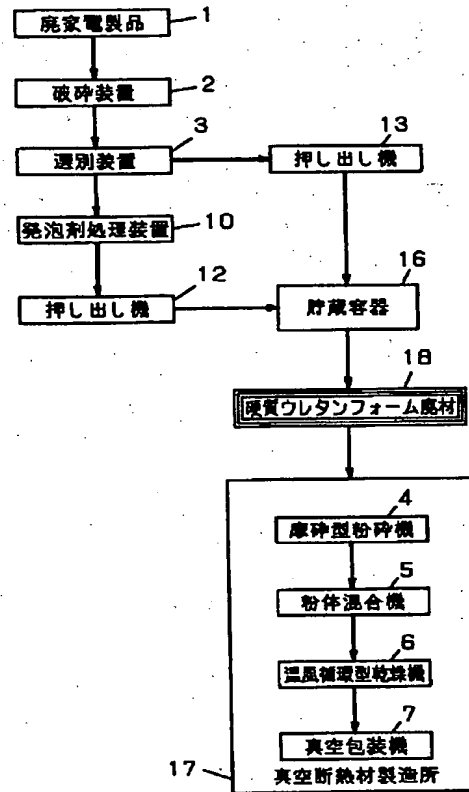 廃家電製品 1
破砕装置 2
選別装置 3
押し出し機 13
発泡剤処理装置 10
押し出し機 12
貯蔵容器 16
硬質ウレタンフォーム廃材 18
摩砕型粉砕機 4
粉体混合機 5
温風循環型乾燥機 6
真空包装機 7
真空断熱材製造所 17